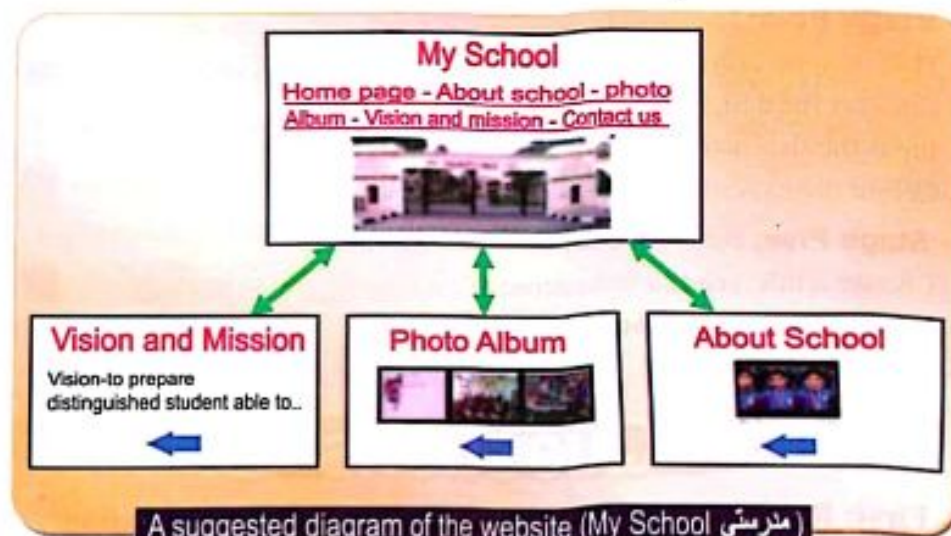 My School
Home page - About school - photo
Album - Vision and mission - Contact us
Vision and Mission
Vision-to prepare
distinguished student able to..
Photo Album
About School
A suggested diagram of the website (My School مدرستي)